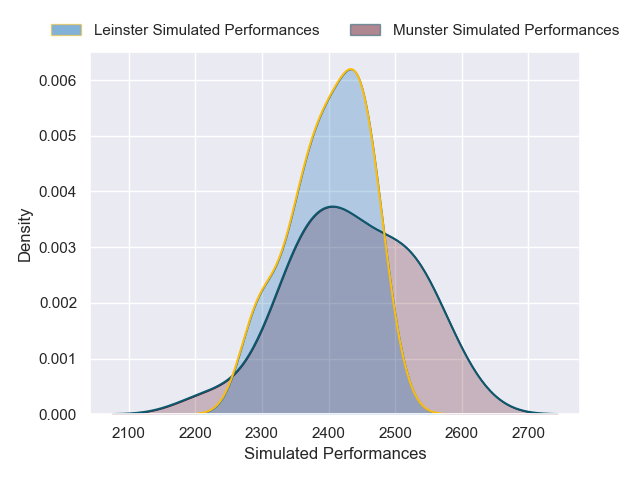 Leinster Simulated Performances Munster Simulated Performances
0.006
0.005
0.004
0.003
0.002
0.001
0.000
Density
2100 2200 2300 2400 2500 2600 2700
Simulated Performances